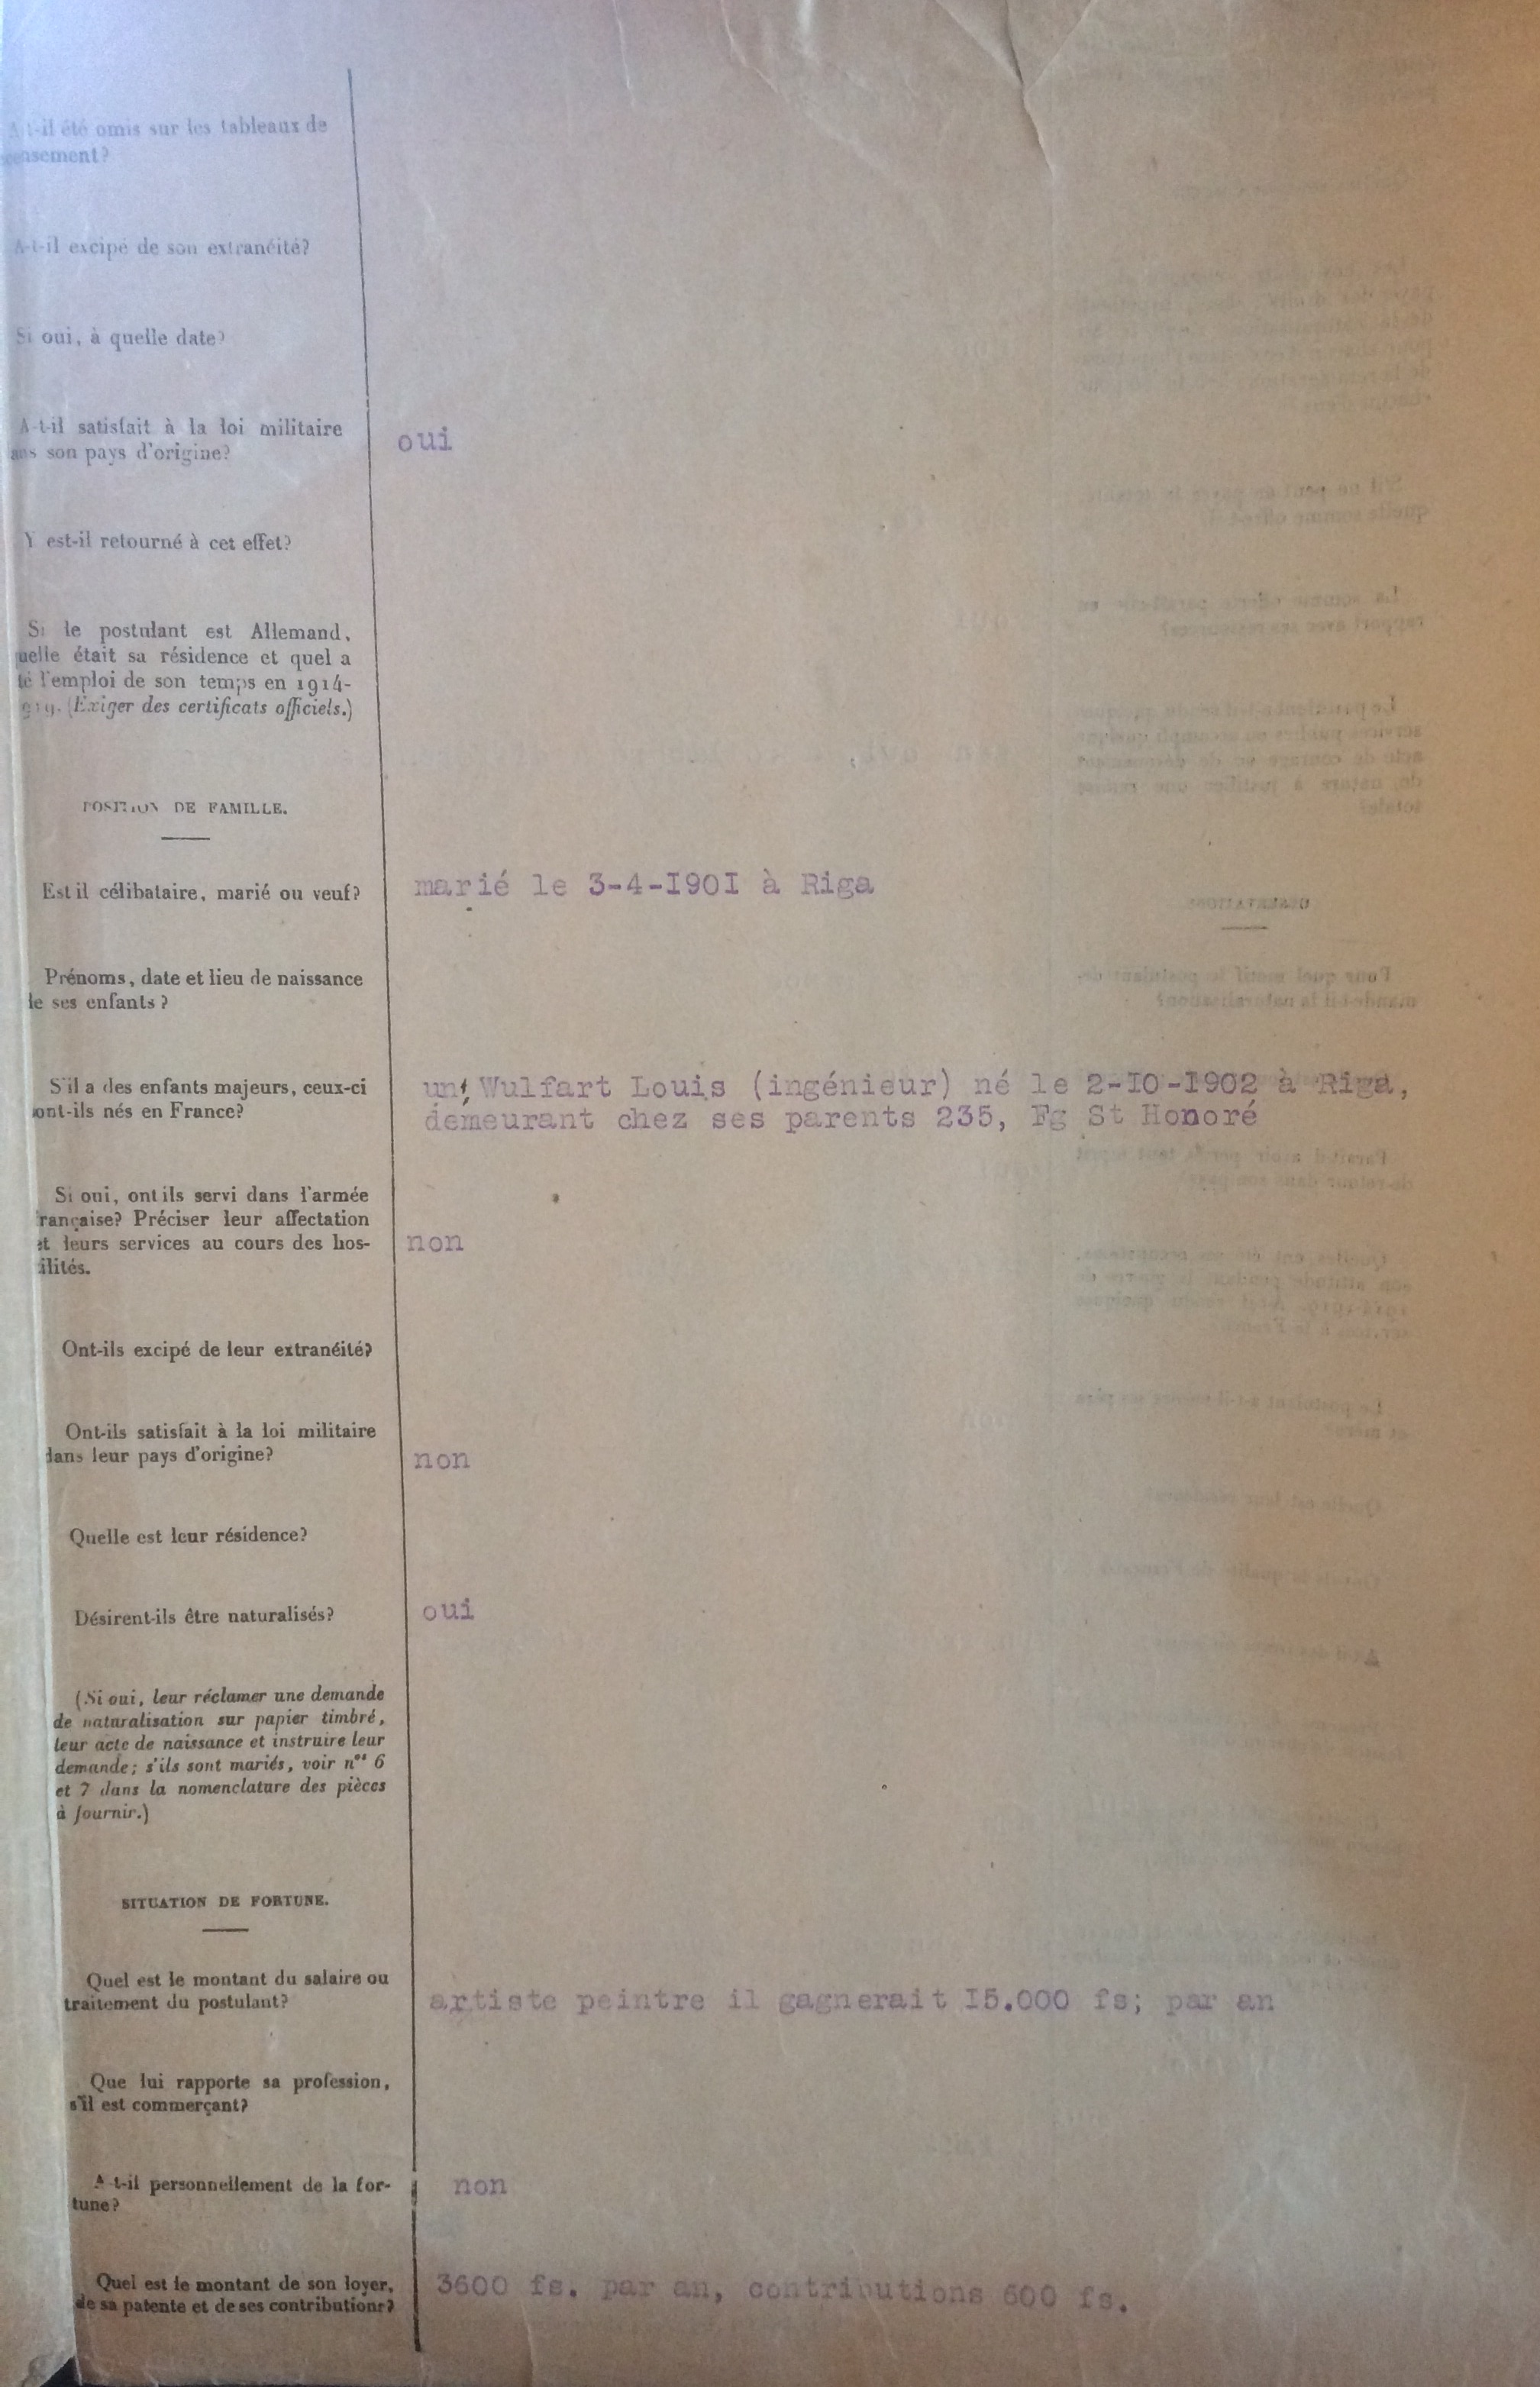 A-t-il été omis sur les tableaux de
A-t-il excipé de son extranéité?
Si oui, à quelle date?
A-t-il satisfait à la loi militaire
son pays d'origine?
oui
Y est-il retourné à cet effet?
Si le postulant est Allemand,
uelle était sa résidence et quel a
té l'emploi de son temps en 1914-
919. (Exiger des certificats officiels.)
POSITION DE FAMILLE.
Est il célibataire, marié ou veuf?
marié le 3-4-I90I à Riga
Prénoms, date et lieu de naissance
de ses enfants?
S'il a des enfants majeurs, ceux-ci
sont-ils nés en France?
un, Wulfart Louis (ingénieur) né le 2-I0-I902 à Riga,
demeurant chez ses parents 235, Fg St Honoré
Si oui, ont ils servi dans l'armée
rançaise? Préciser leur affectation
et leurs services au cours des hos-
tilités.
non
Ont-ils excipé de leur extranéité?
Ont-ils satisfait à la loi militaire
dans leur pays d'origine?
non
Quelle est leur résidence?
Désirent-ils être naturalisés?
oui
(Si oui, leur réclamer une demande
de naturalisation sur papier timbré,
leur acte de naissance et instruire leur
demande; s'ils sont mariés, voir nos 6
et 7 dans la nomenclature des pièces
à fournir.)
SITUATION DE FORTUNE.
Quel est le montant du salaire ou
traitement du postulant?
artiste peintre il gagnerait I5.000 fs; par an
Que lui rapporte sa profession,
s'il est commerçant?
A t-il personnellement de la for-
tune?
non
Quel est le montant de son loyer,
de sa patente et de ses contributions?
3600 fs. par an, contributions 600 fs.